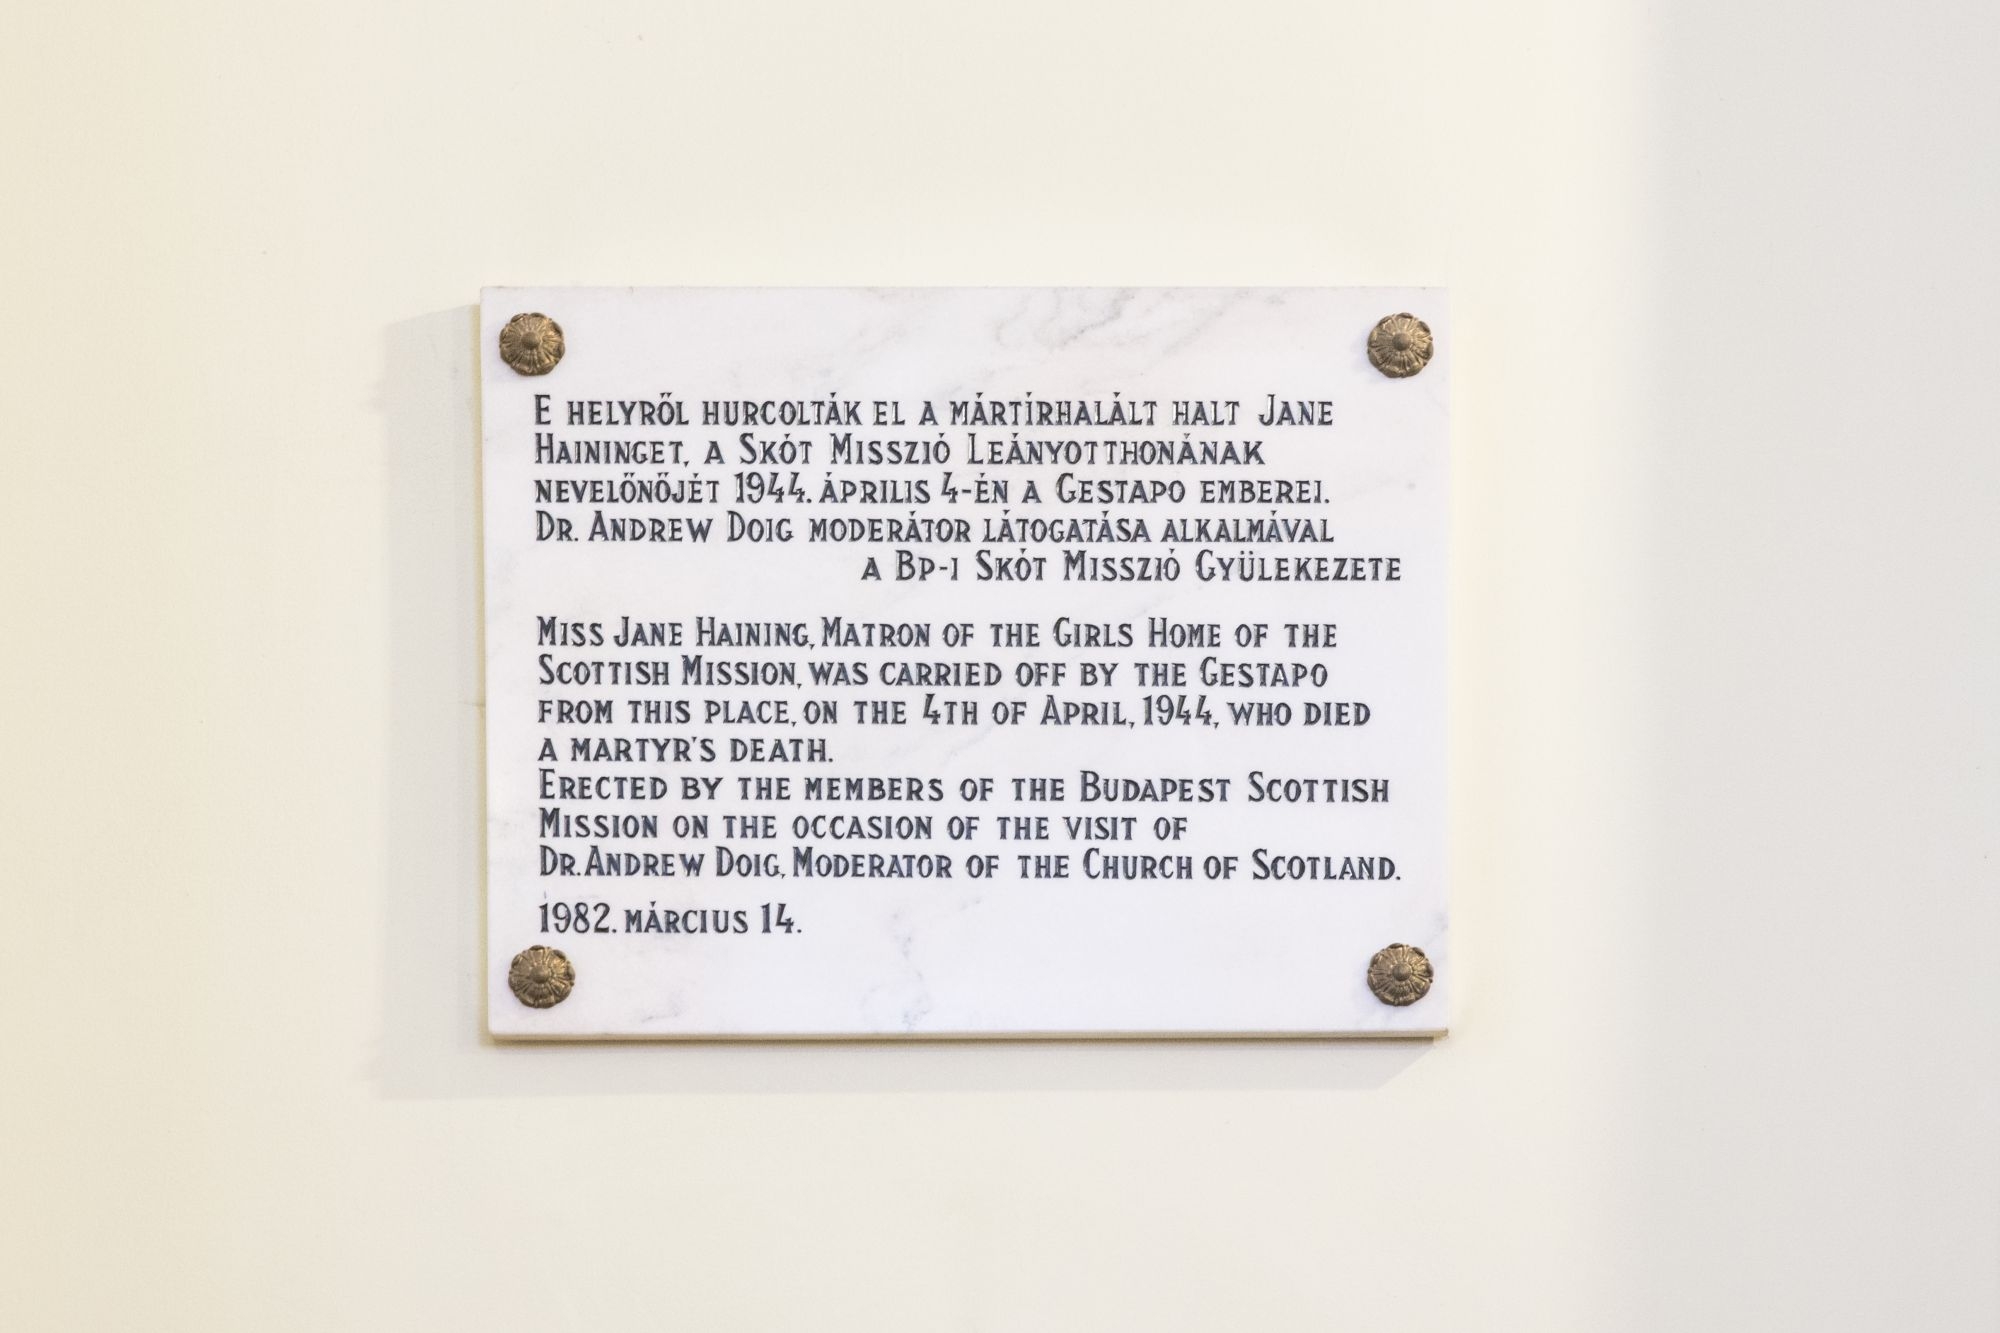 E HELYRŐL HURCOLTÁK EL A MÁRTÍRHALÁLT HALT JANE
HAININGET, A SKÓT MISSZIÓ LEÁNYOTTHONÁNAK
NEVELŐNŐJÉT 1944. ÁPRILIS 4-ÉN A GESTAPO EMBEREI.
DR. ANDREW DOIG MODERÁTOR LÁTOGATÁSA ALKALMÁVAL
A BP-I SKÓT MISSZIÓ GYÜLEKEZETE
MISS JANE HAINING, MATRON OF THE GIRLS HOME OF THE
SCOTTISH MISSION, WAS CARRIED OFF BY THE GESTAPO
FROM THIS PLACE, ON THE 4TH OF APRIL, 1944, WHO DIED
A MARTYR'S DEATH.
ERECTED BY THE MEMBERS OF THE BUDAPEST SCOTTISH
MISSION ON THE OCCASION OF THE VISIT OF
DR. ANDREW DOIG, MODERATOR OF THE CHURCH OF SCOTLAND.
1982. MÁRCIUS 14.